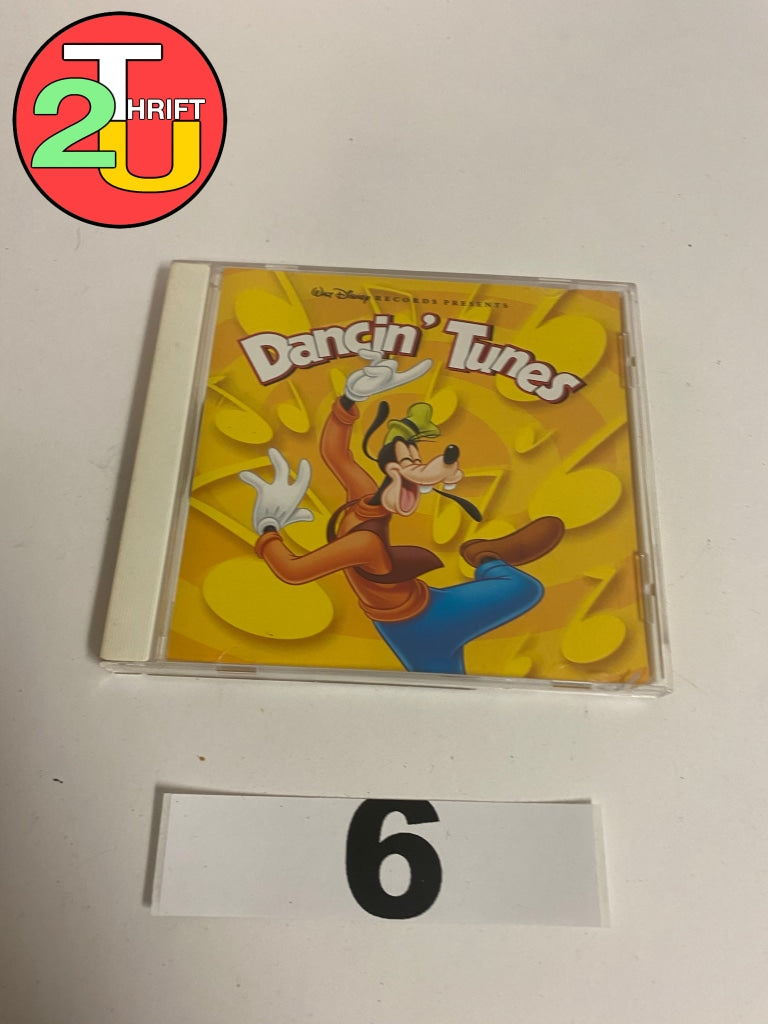 T
2 HRIFT
U
Walt Disney RECORDS PRESENTS
Dancin' Tunes
6